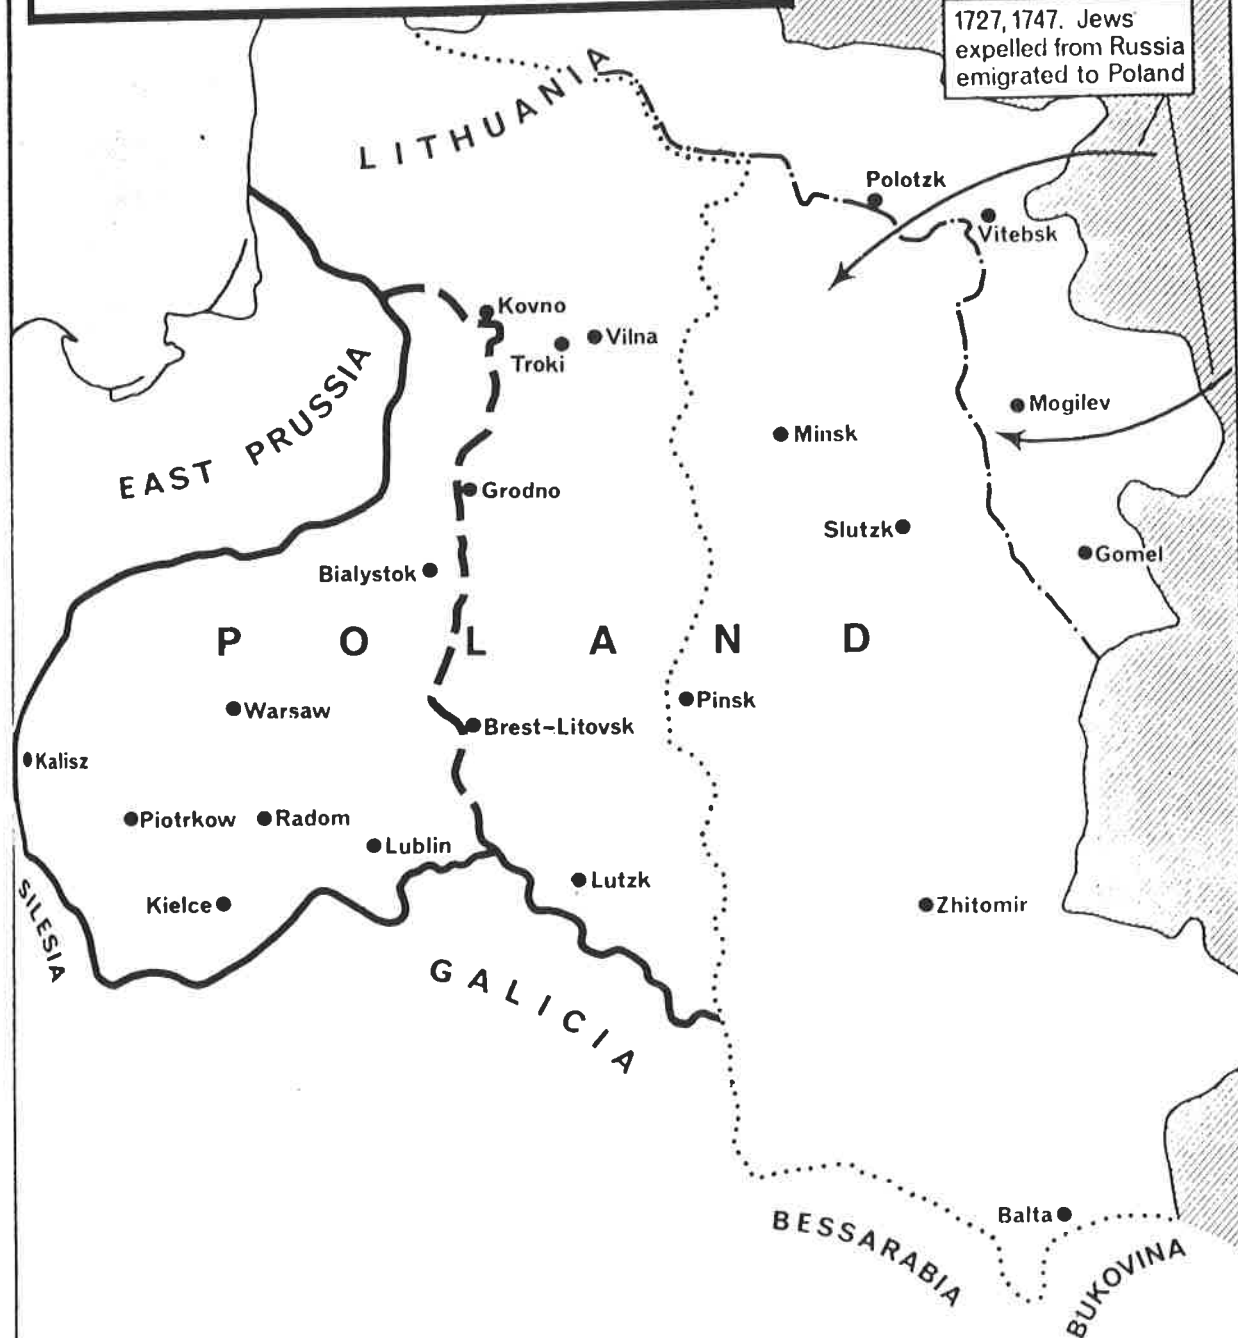 1727, 1747. Jews
expelled from Russia
emigrated to Poland
LITHUANIA
Polotzk
Vitebsk
Kovno
Troki
Vilna
EAST PRUSSIA
Mogilev
Minsk
Grodno
Slutzk
Gomel
Bialystok
POLAND
Warsaw
Pinsk
Brest-Litovsk
Kalisz
Piotrkow
Radom
Lublin
Lutzk
SILESIA
Kielce
Zhitomir
GALICIA
Balta
BESSARABIA
BUKOVINA